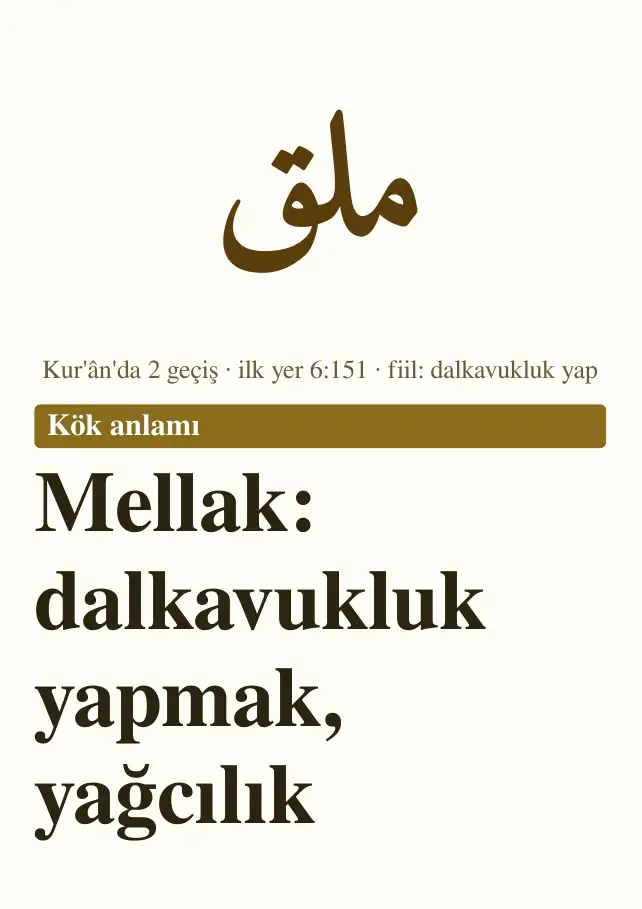 ملق
Kur'ân'da 2 geçiş · ilk yer 6:151 · fiil: dalkavukluk yap
Kök anlamı
Mellak:
dalkavukluk
yapmak,
yağcılık